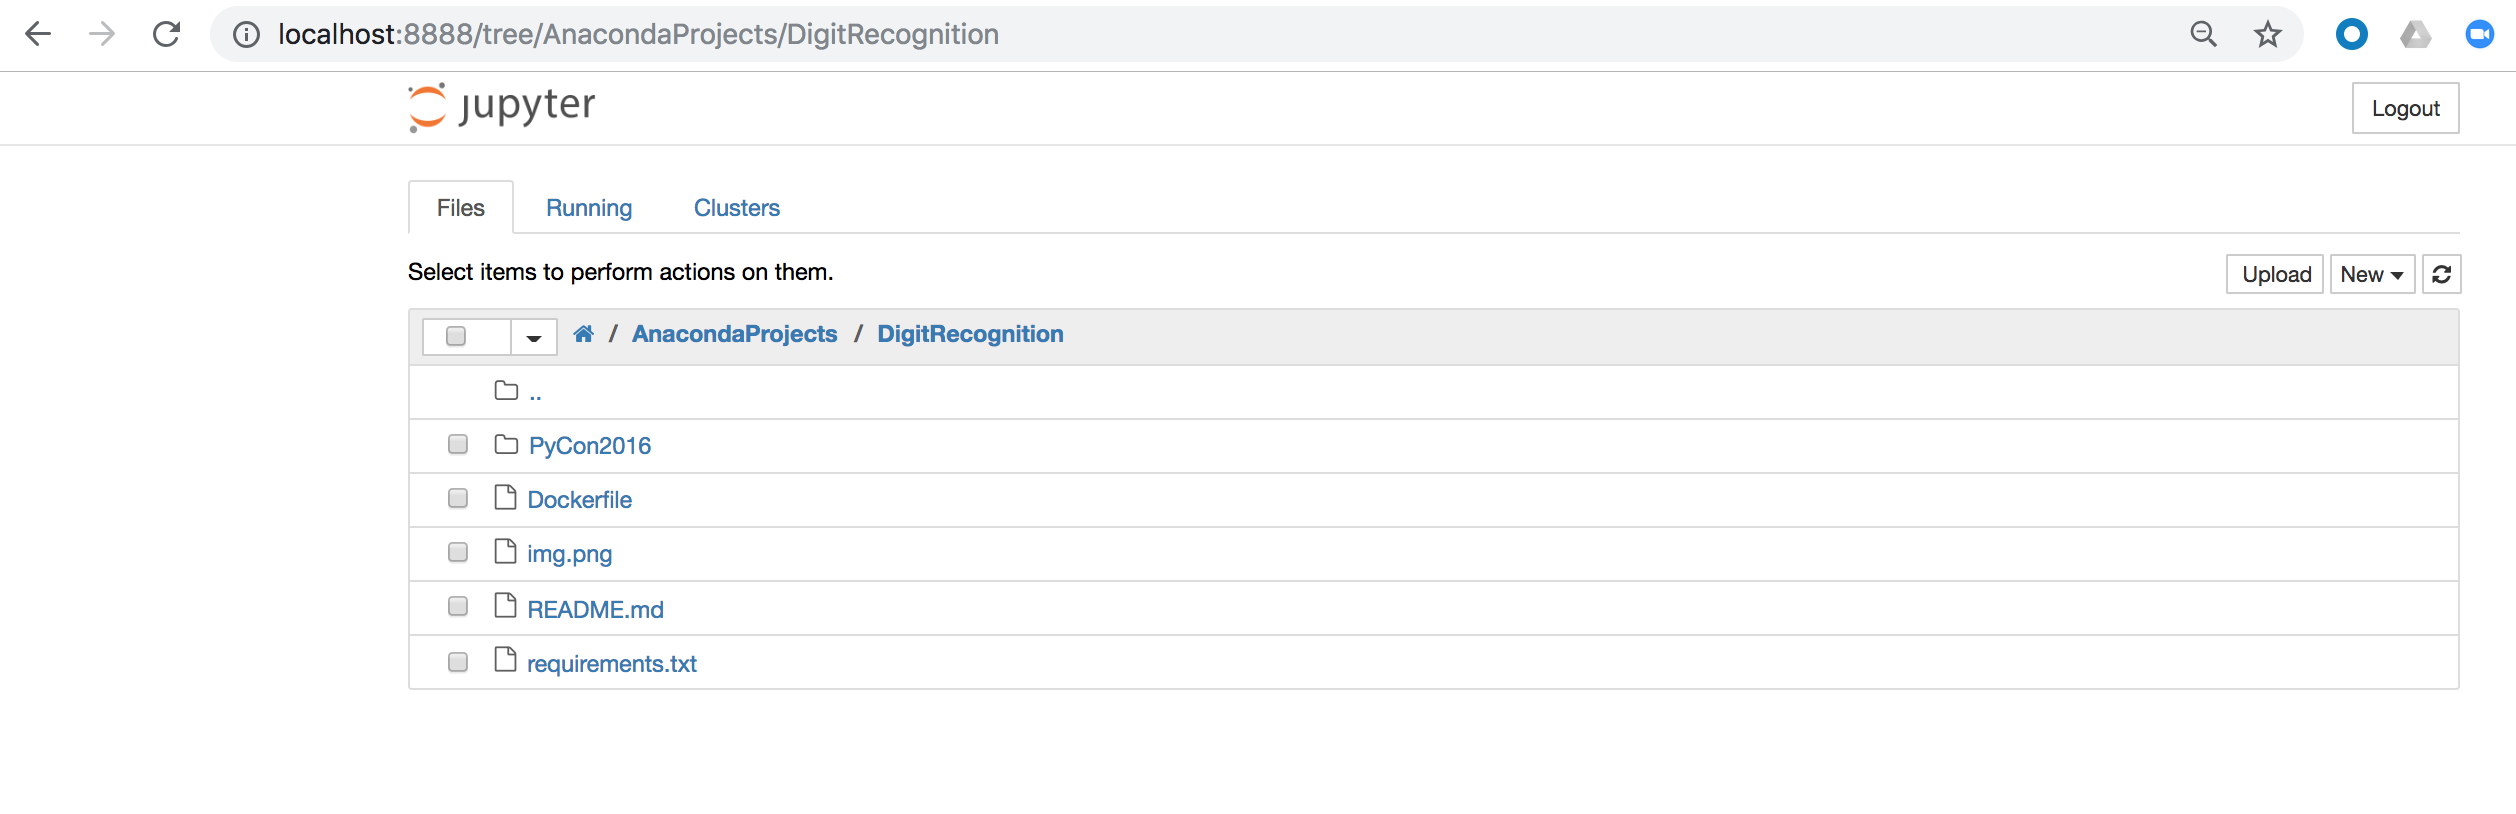 localhost:8888/tree/AnacondaProjects/DigitRecognition
jupyter
Logout
Files Running Clusters
Select items to perform actions on them.
Upload New
/ AnacondaProjects / DigitRecognition
..
PyCon2016
Dockerfile
img.png
README.md
requirements.txt